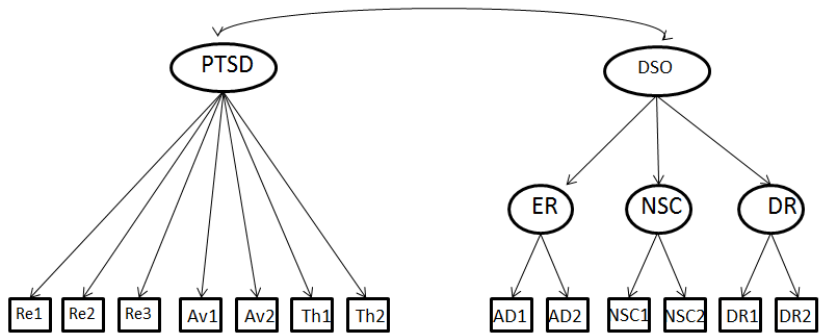 PTSD
DSO
ER
NSC
DR
Re1
Re2
Re3
Av1
Av2
Th1
Th2
AD1
AD2
NSC1
NSC2
DR1
DR2